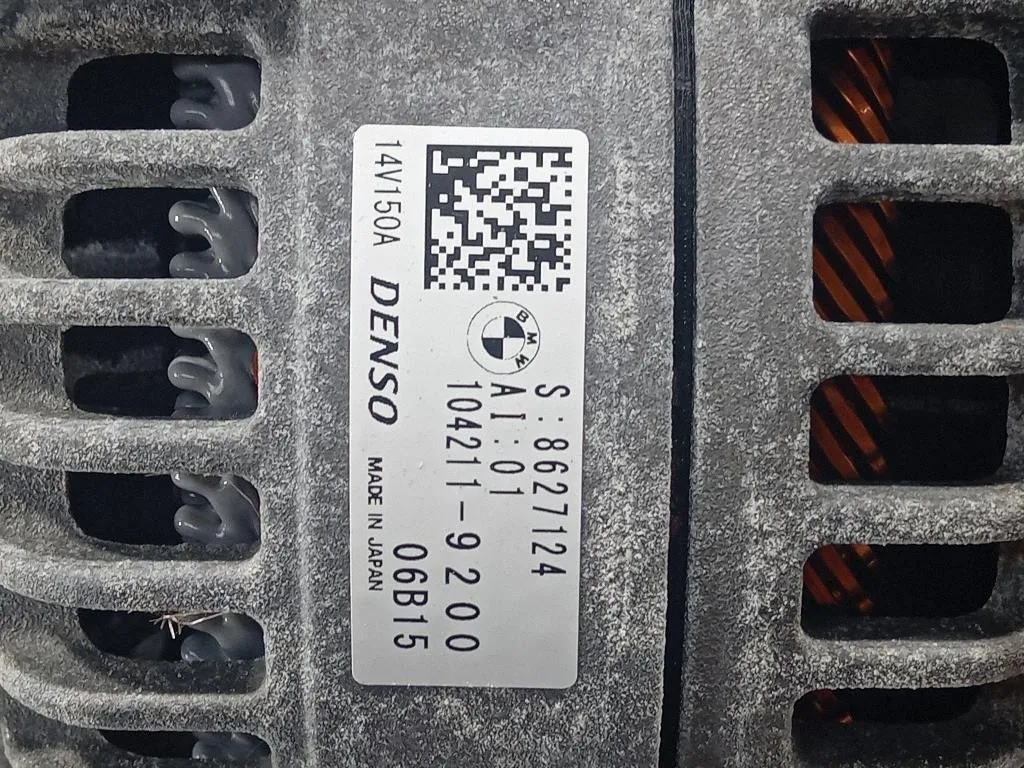 S:8627124
AI:01
BMW
104211-9200
06B15
14V150A DENSO MADE IN JAPAN